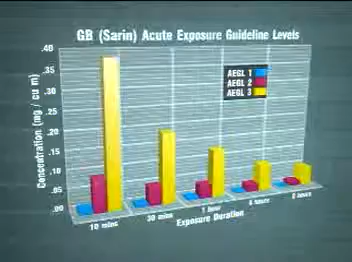 GB (Sarin) Acute Exposure Guideline Levels
Concentration (mg / cu m)
.40
.35
.30
.25
.20
.15
.10
.05
.00
AEGL 1
AEGL 2
AEGL 3
10 mins
30 mins
1 hour
4 hours
8 hours
Exposure Duration